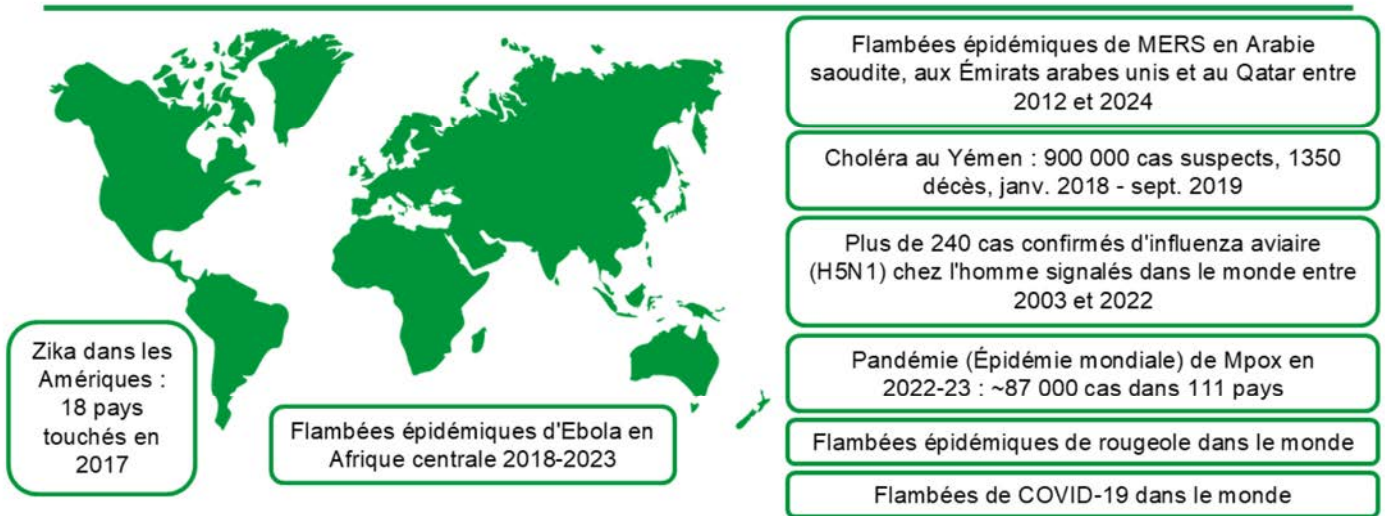 Flambées épidémiques de MERS en Arabie
saoudite, aux Émirats arabes unis et au Qatar entre
2012 et 2024
Choléra au Yémen : 900 000 cas suspects, 1350
décès, janv. 2018 - sept. 2019
Plus de 240 cas confirmés d'influenza aviaire
(H5N1) chez l'homme signalés dans le monde entre
2003 et 2022
Zika dans les
Amériques :
18 pays
touchés en
2017
Flambées épidémiques d'Ebola en
Afrique centrale 2018-2023
Pandémie (Épidémie mondiale) de Mpox en
2022-23 : ~87 000 cas dans 111 pays
Flambées épidémiques de rougeole dans le monde
Flambées de COVID-19 dans le monde